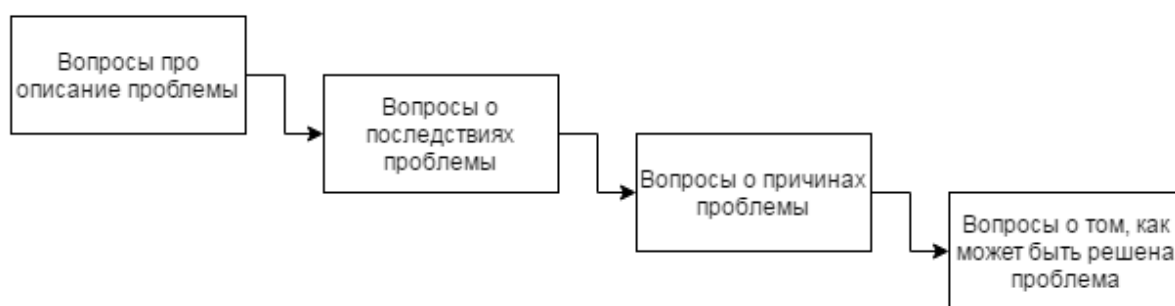 Вопросы про
описание проблемы
Вопросы о
последствиях
проблемы
Вопросы о причинах
проблемы
Вопросы о том, как
может быть решена
проблема